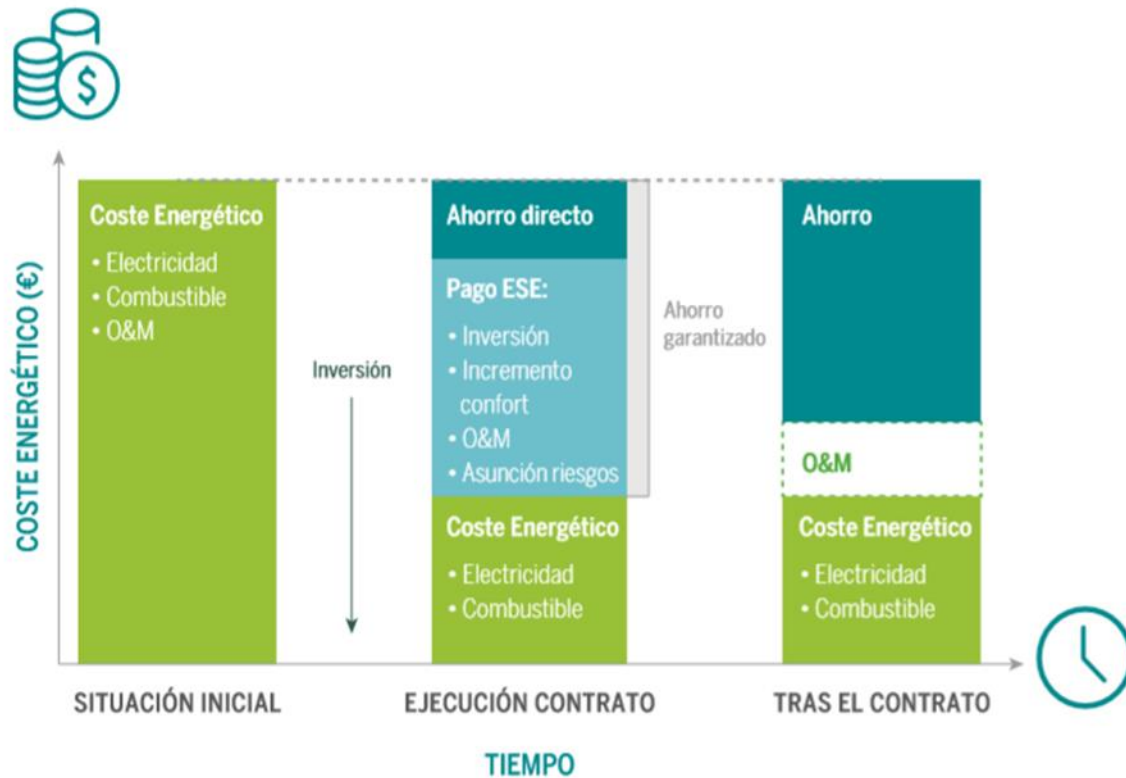 $
COSTE ENERGÉTICO (€)
Coste Energético
• Electricidad
• Combustible
• O&M
Inversión
Ahorro directo
Pago ESE:
• Inversión
• Incremento
confort
• O&M
• Asunción riesgos
Coste Energético
• Electricidad
• Combustible
Ahorro
garantizado
Ahorro
O&M
Coste Energético
• Electricidad
• Combustible
SITUACIÓN INICIAL
EJECUCIÓN CONTRATO
TRAS EL CONTRATO
TIEMPO